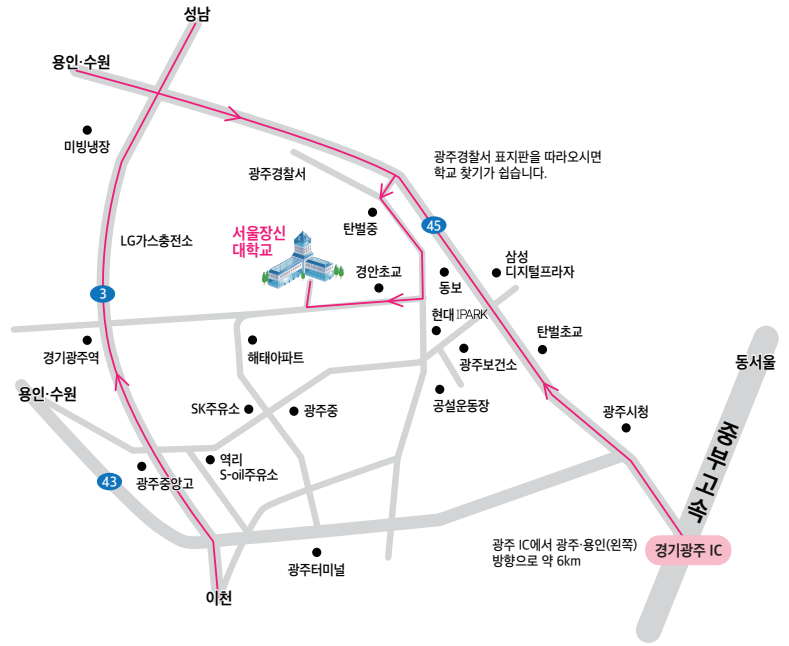 성남
용인·수원
미빙냉장
광주경찰서
광주경찰서 표지판을 따라오시면
학교 찾기가 쉽습니다.
탄벌중
45
서울장신
대학교
LG가스충전소
경안초교
동보
삼성
디지털프라자
3
현대 IPARK
경기광주역
해태아파트
광주보건소
탄벌초교
동서울
용인·수원
SK주유소
광주중
공설운동장
광주시청
중부고속
43
광주중앙고
역리
S-oil주유소
광주 IC에서 광주·용인(왼쪽)
방향으로 약 6km
경기광주 IC
광주터미널
이천